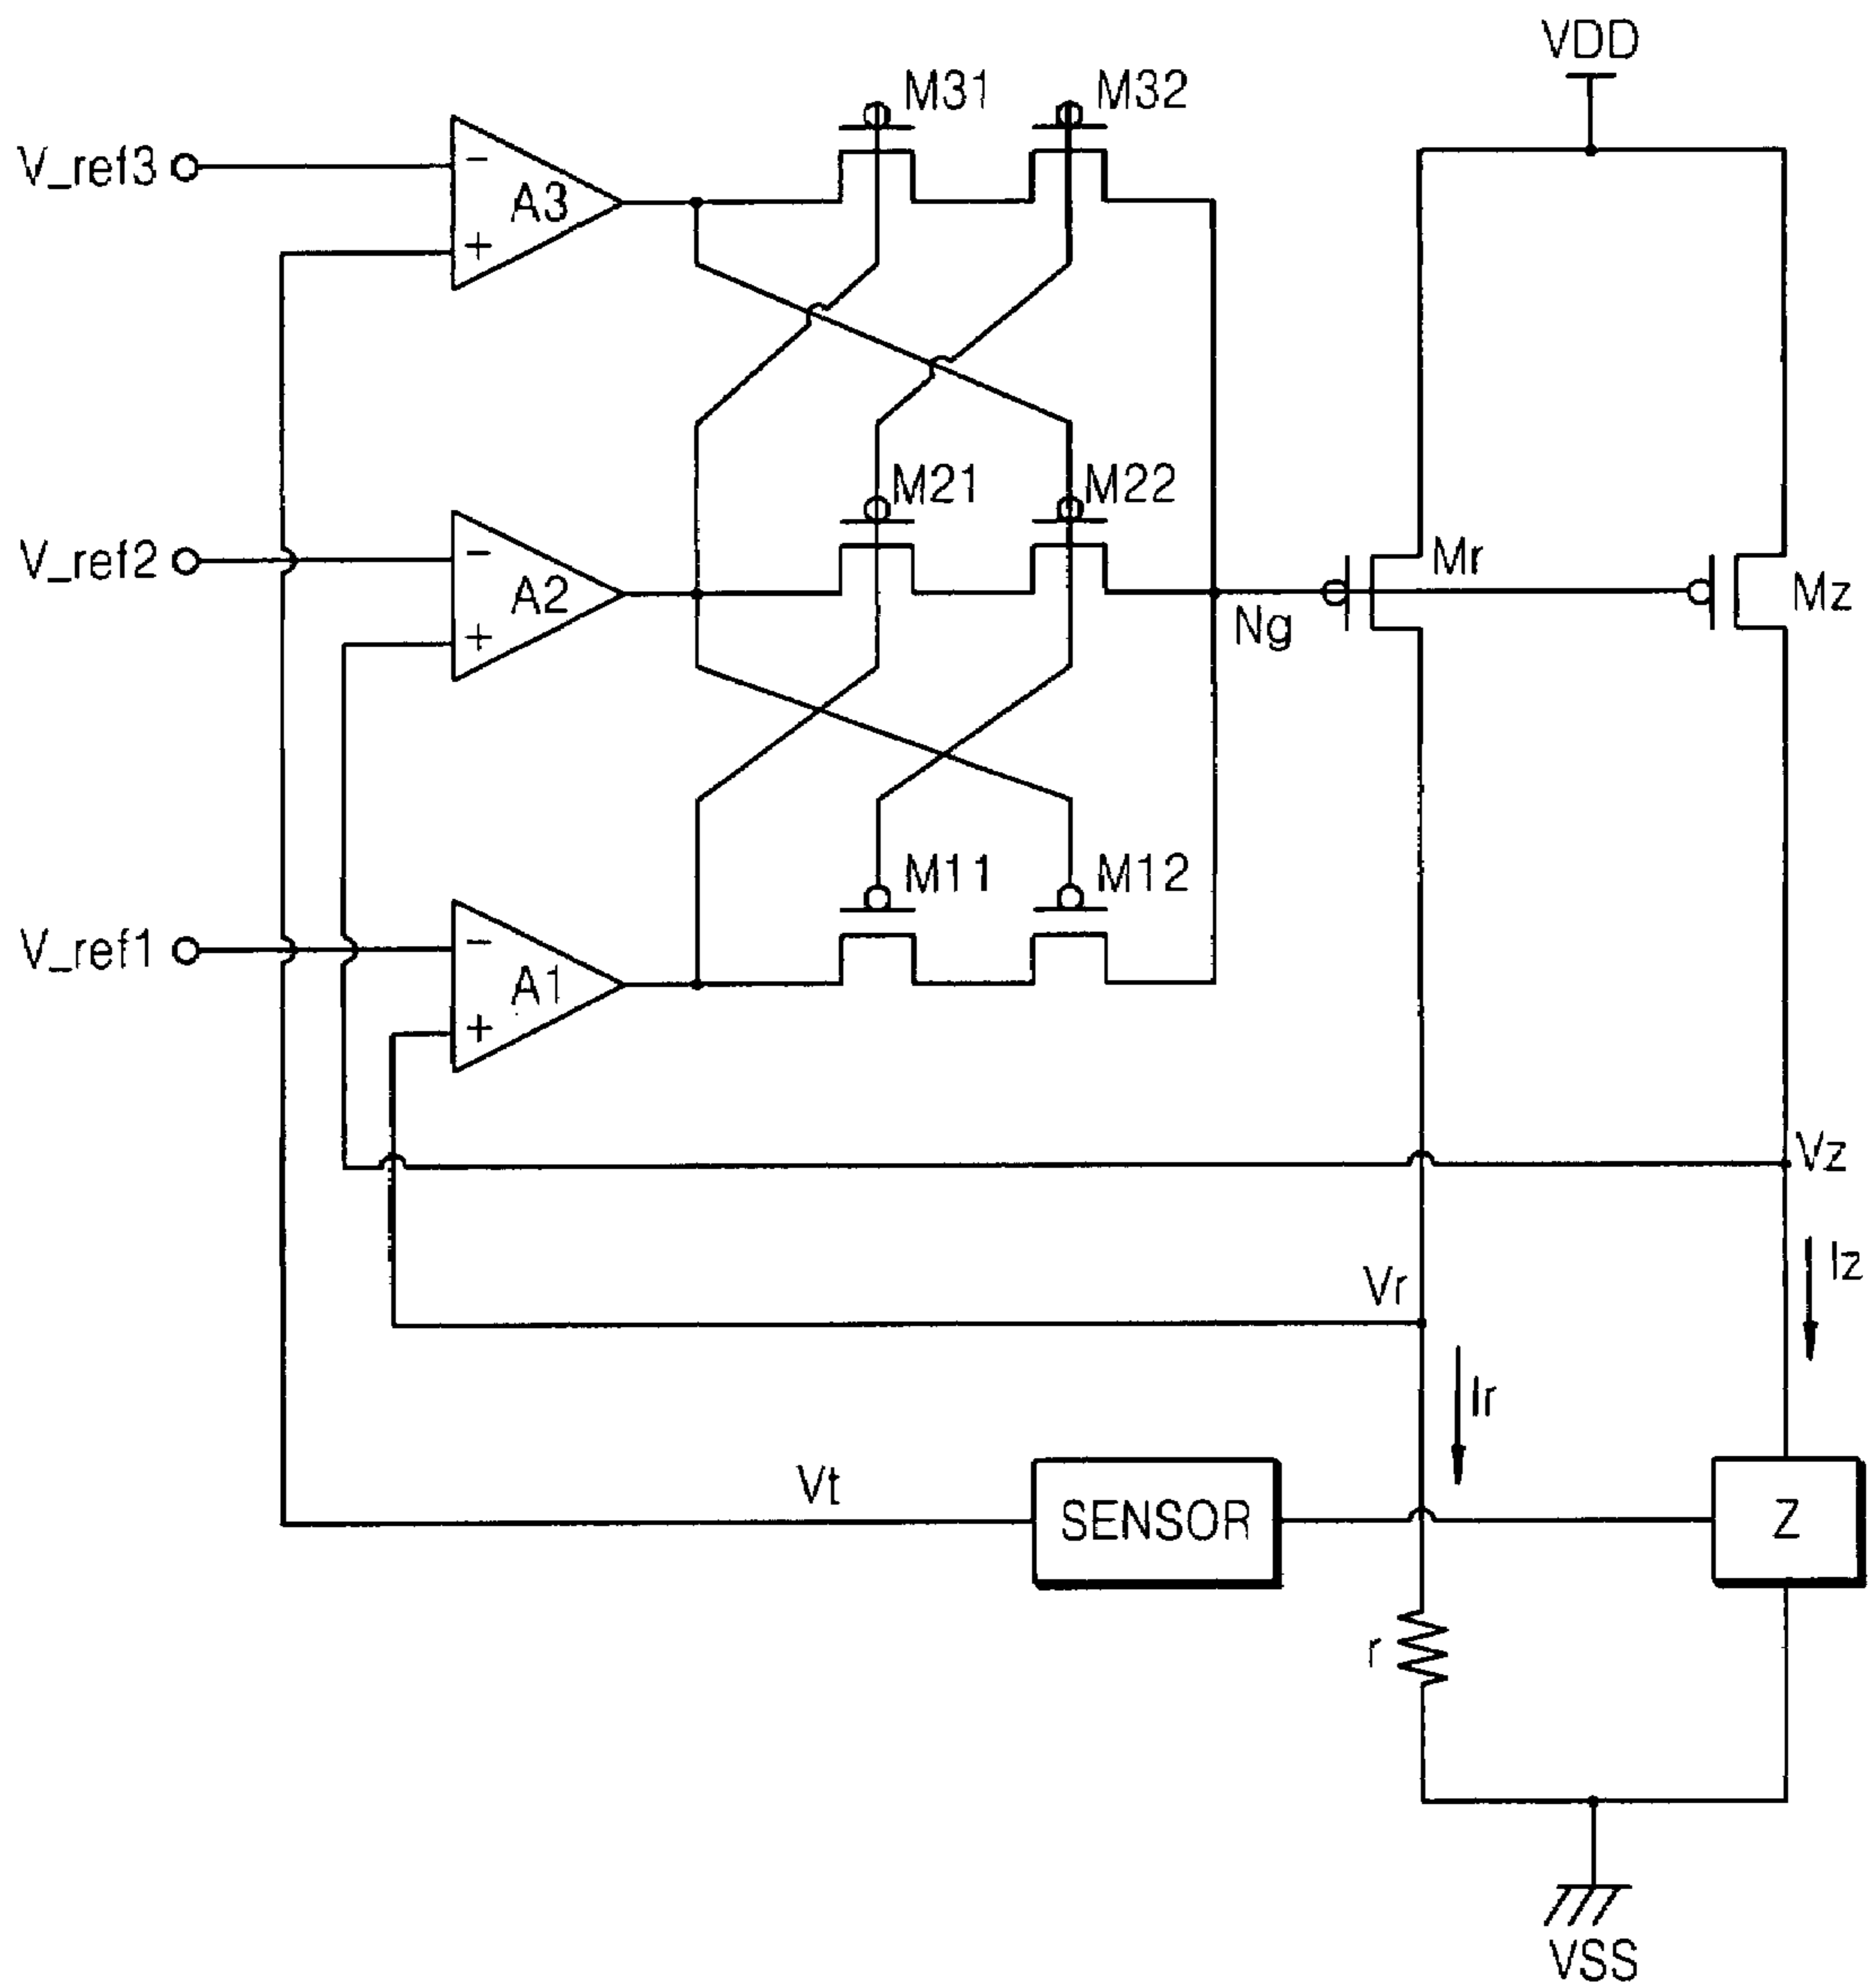 VDD
M31
M32
V_ref3
−
A3
+
M21
M22
V_ref2
−
A2
+
Mr
Mz
Ng
M11
M12
V_ref1
−
A1
+
Vz
Iz
Vr
Ir
Vt
SENSOR
Z
r
VSS